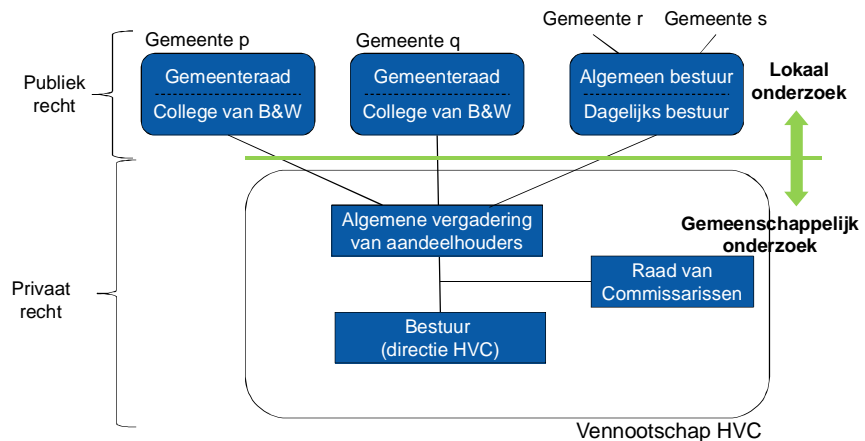 Gemeente r
Gemeente s
Gemeente p
Gemeente q
Publiek
recht
Gemeenteraad
College van B&W
Gemeenteraad
College van B&W
Algemeen bestuur
Dagelijks bestuur
Lokaal
onderzoek
Algemene vergadering
van aandeelhouders
Gemeenschappelijk
onderzoek
Raad van
Commissarissen
Privaat
recht
Bestuur
(directie HVC)
Vennootschap HVC